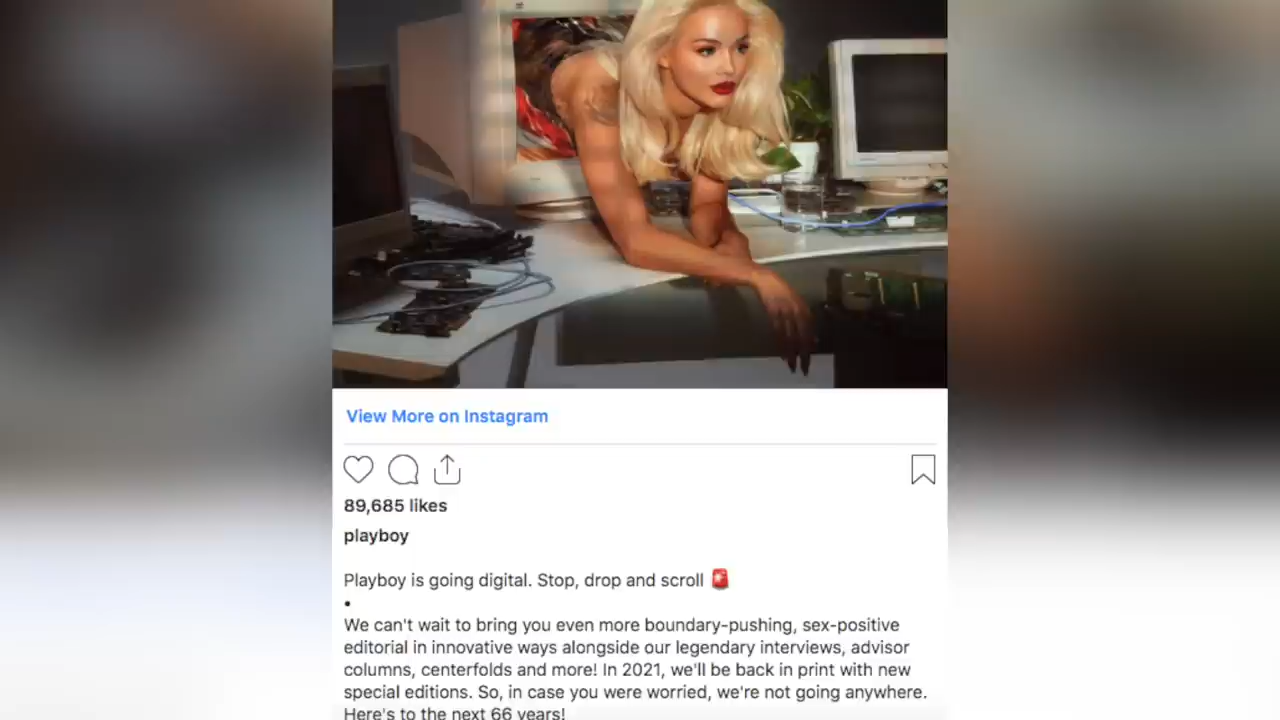 View More on Instagram
89,685 likes
playboy
Playboy is going digital. Stop, drop and scroll 🚨
•
We can't wait to bring you even more boundary-pushing, sex-positive
editorial in innovative ways alongside our legendary interviews, advisor
columns, centerfolds and more! In 2021, we'll be back in print with new
special editions. So, in case you were worried, we're not going anywhere.
Here's to the next 66 years!